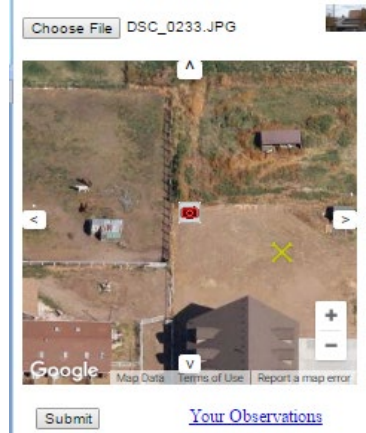 Choose File DSC_0233.JPG
^
< >
+
−
v
Google Map Data Terms of Use Report a map error
Submit Your Observations